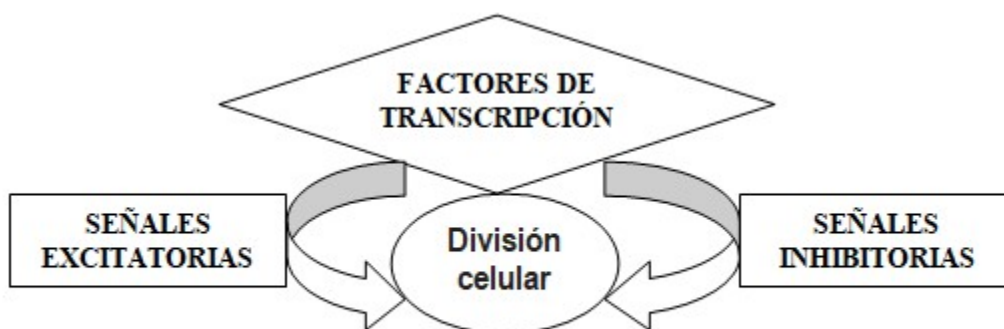 FACTORES DE
TRANSCRIPCIÓN
SEÑALES
EXCITATORIAS
División
celular
SEÑALES
INHIBITORIAS